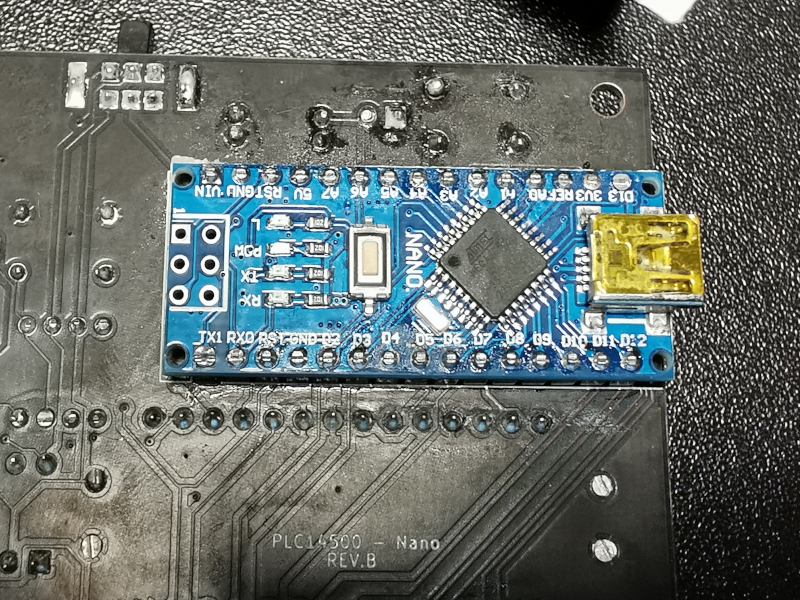 VIN GND RST 5V A7 A6 A5 A4 A3 A2 A1 A0 REF 3V3 D13
L
POW
TX
RX
NANO
TX1 RX0 RST GND D2 D3 D4 D5 D6 D7 D8 D9 D10 D11 D12
PLC14500 - Nano
REV.B